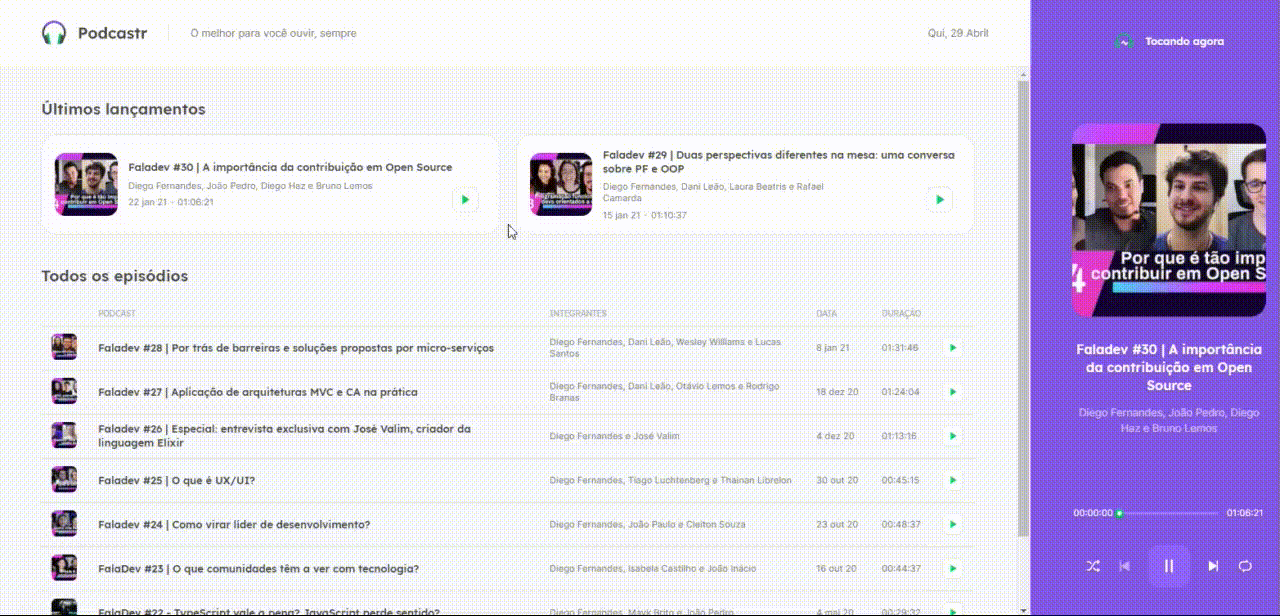 Podcastr
O melhor para você ouvir, sempre
Qui, 29 Abril
Tocando agora
Últimos lançamentos
Faladev #30 | A importância da contribuição em Open Source
Diego Fernandes, João Pedro, Diego Haz e Bruno Lemos
22 jan 21 - 01:06:21
Faladev #29 | Duas perspectivas diferentes na mesa: uma conversa
sobre PF e OOP
Diego Fernandes, Dani Leão, Laura Beatris e Rafael
Camarda
15 jan 21 - 01:10:37
Todos os episódios
PODCAST INTEGRANTES DATA DURAÇÃO
Faladev #28 | Por trás de barreiras e soluções propostas por micro-serviços
Diego Fernandes, Dani Leão, Wesley Williams e Lucas
Santos
8 jan 21
01:31:46
Faladev #27 | Aplicação de arquiteturas MVC e CA na prática
Diego Fernandes, Dani Leão, Otávio Lemos e Rodrigo
Branas
18 dez 20
01:24:04
Faladev #26 | Especial: entrevista exclusiva com José Valim, criador da
linguagem Elixir
Diego Fernandes e José Valim
4 dez 20
01:13:16
Faladev #25 | O que é UX/UI?
Diego Fernandes, Tiago Luchtenberg e Thainan Librelon
30 out 20
00:45:15
Faladev #24 | Como virar líder de desenvolvimento?
Diego Fernandes, João Paulo e Cleiton Souza
23 out 20
00:48:37
FalaDev #23 | O que comunidades têm a ver com tecnologia?
Diego Fernandes, Isabela Castilho e João Inácio
16 out 20
00:44:37
FalaDev #22 - TypeScript vale a pena? JavaScript perde sentido?
Diego Fernandes, Mayk Brito e João Pedro
4 mai 20
00:29:32
Por que é tão imp
4 contribuir em Open S
Faladev #30 | A importância
da contribuição em Open
Source
Diego Fernandes, João Pedro, Diego
Haz e Bruno Lemos
00:00:00
01:06:21